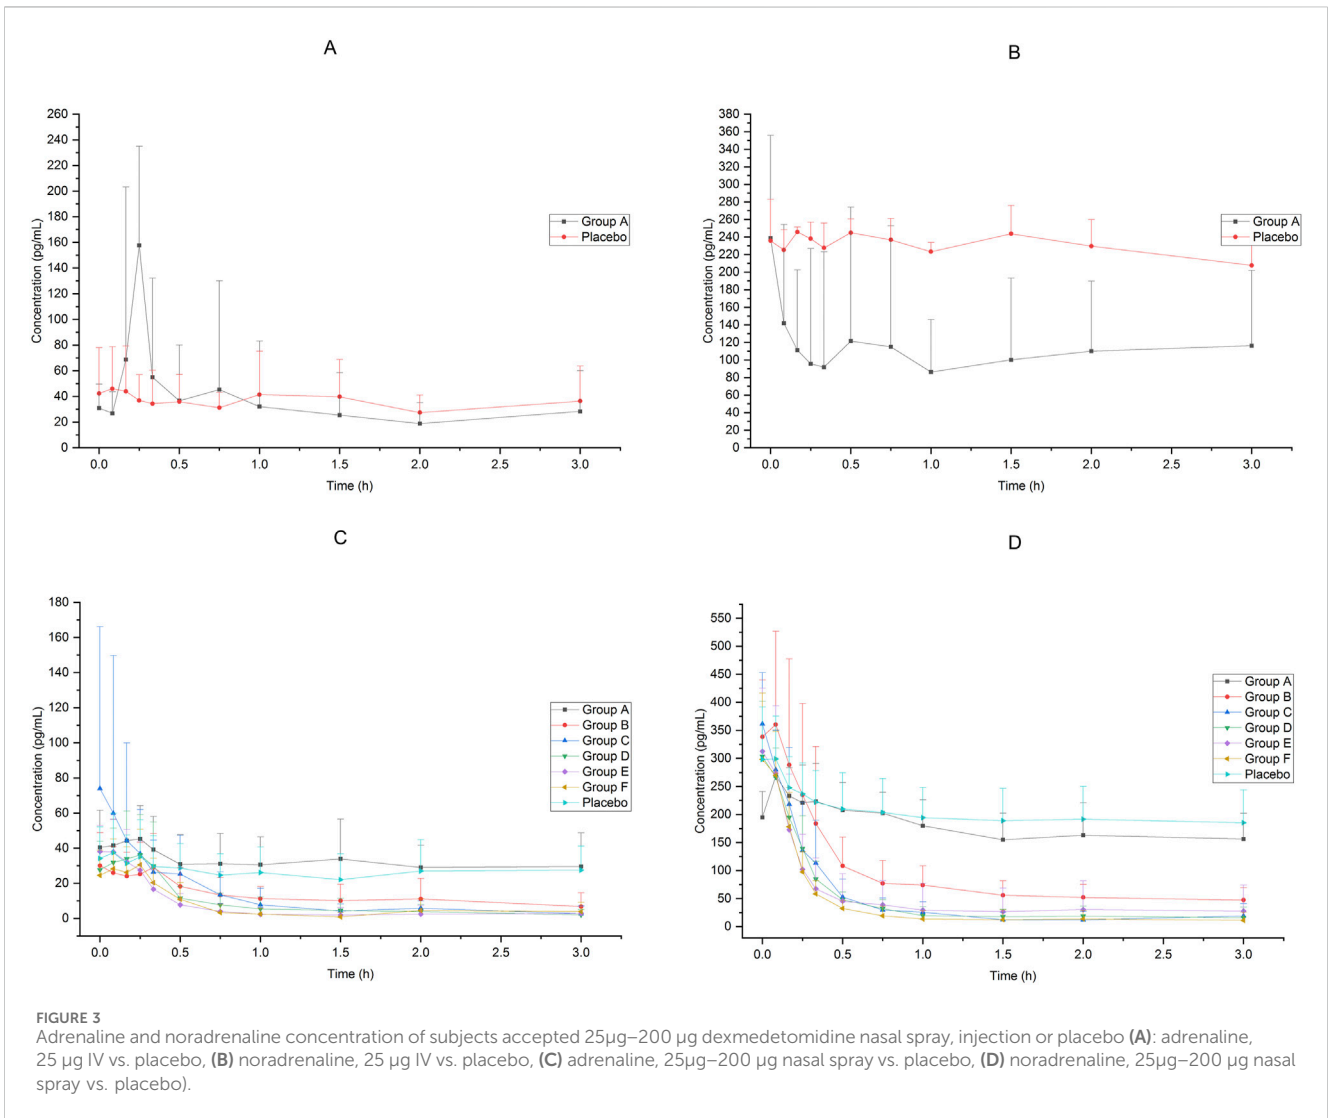 A
260
240
220
200
180
160
140
120
100
80
60
40
20
0
Concentration (pg/mL)
0.0 0.5 1.0 1.5 2.0 3.0
Time (h)
Group A
Placebo
B
380
360
340
320
300
280
260
240
220
200
180
160
140
120
100
80
60
40
20
0
Concentration (pg/mL)
0.0 0.5 1.0 1.5 2.0 3.0
Time (h)
Group A
Placebo
C
180
160
140
120
100
80
60
40
20
0
Concentration (pg/mL)
0.0 0.5 1.0 1.5 2.0 3.0
Time (h)
Group A
Group B
Group C
Group D
Group E
Group F
Placebo
D
550
500
450
400
350
300
250
200
150
100
50
0
Concentration (pg/mL)
0.0 0.5 1.0 1.5 2.0 3.0
Time (h)
Group A
Group B
Group C
Group D
Group E
Group F
Placebo
FIGURE 3
Adrenaline and noradrenaline concentration of subjects accepted 25µg–200 µg dexmedetomidine nasal spray, injection or placebo (A): adrenaline,
25 µg IV vs. placebo, (B) noradrenaline, 25 µg IV vs. placebo, (C) adrenaline, 25µg–200 µg nasal spray vs. placebo, (D) noradrenaline, 25µg–200 µg nasal
spray vs. placebo).